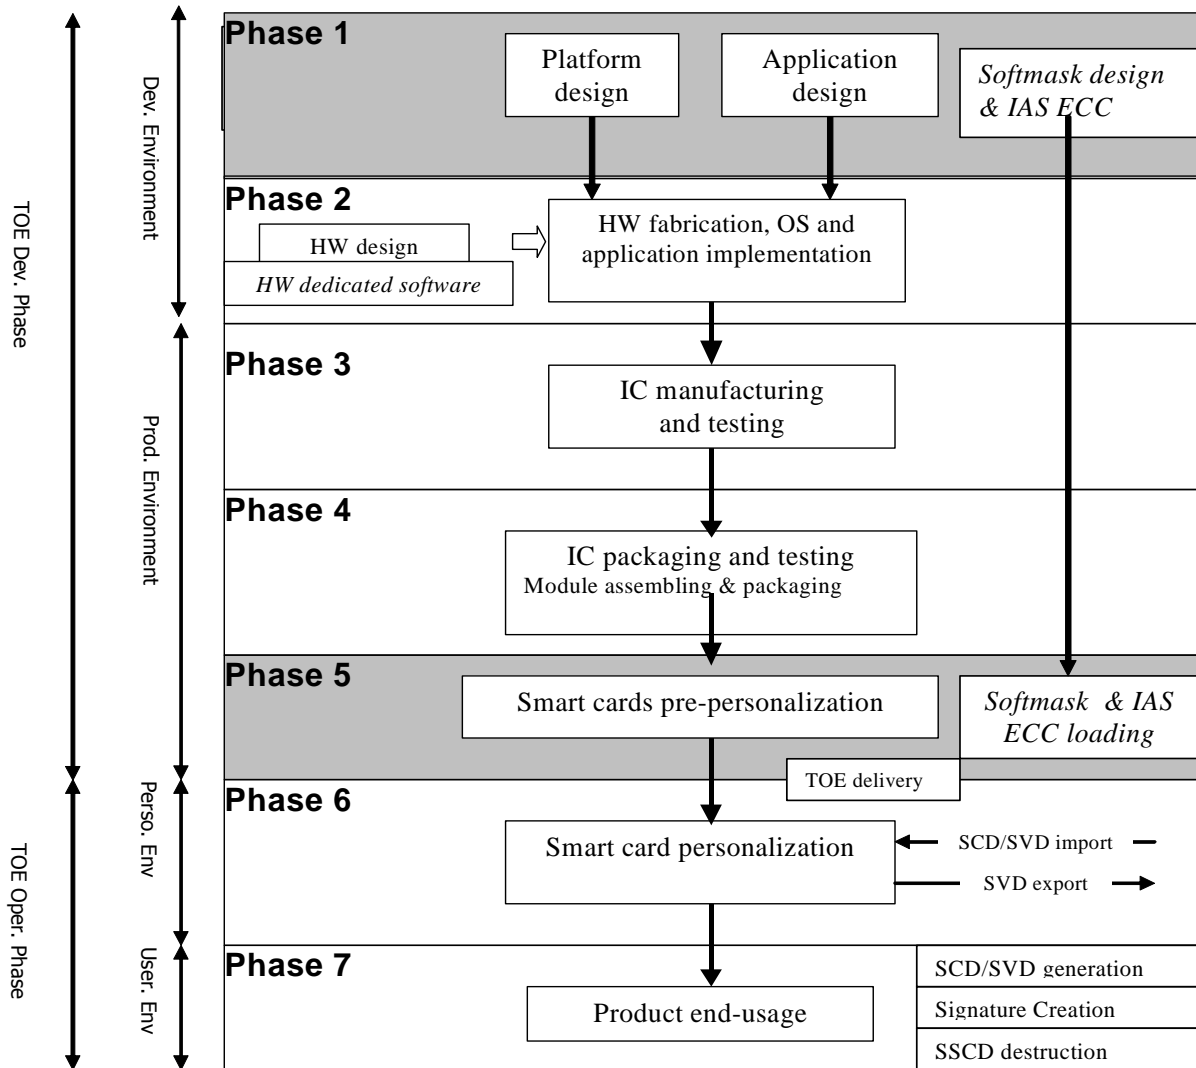 Phase 1
Platform
design
Application
design
Softmask design
& IAS ECC
Phase 2
HW design
HW dedicated software
HW fabrication, OS and
application implementation
Phase 3
IC manufacturing
and testing
Phase 4
IC packaging and testing
Module assembling & packaging
Phase 5
Smart cards pre-personalization
Softmask & IAS
ECC loading
TOE delivery
Phase 6
Smart card personalization
SCD/SVD import
SVD export
Phase 7
Product end-usage
SCD/SVD generation
Signature Creation
SSCD destruction
TOE Dev. Phase
TOE Oper. Phase
Dev. Environment
Prod. Environment
Perso. Env
User. Env